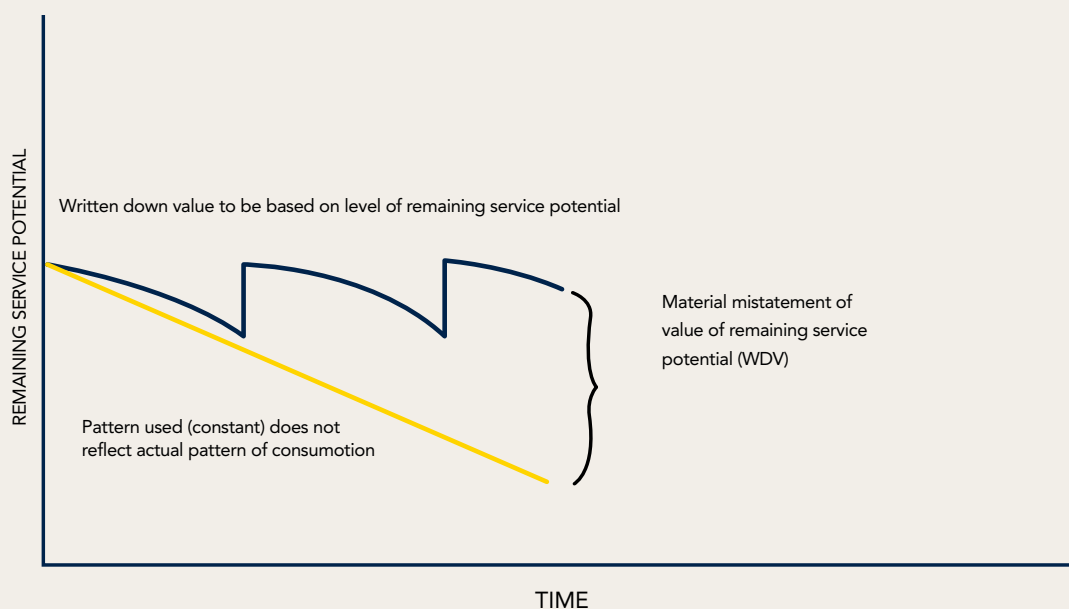 REMAINING SERVICE POTENTIAL
Written down value to be based on level of remaining service potential
Material mistatement of
value of remaining service
potential (WDV)
Pattern used (constant) does not
reflect actual pattern of consumotion
TIME